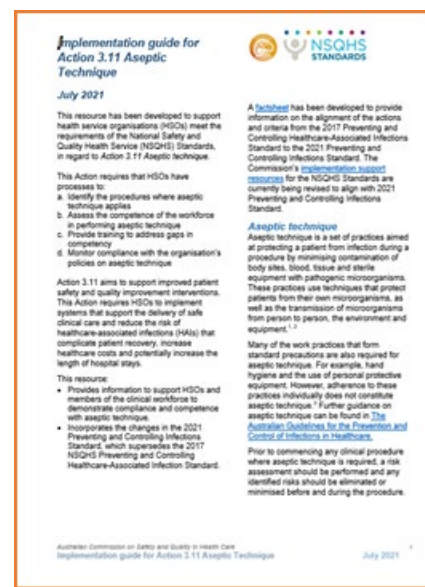 Implementation guide for
Action 3.11 Aseptic
Technique
July 2021
This resource has been developed to support
health service organisations (HSOs) meet the
requirements of the National Safety and
Quality Health Service (NSQHS) Standards,
in regard to Action 3.11 Aseptic technique.
This Action requires that HSOs have
processes to:
a. Identify the procedures where aseptic
technique applies
b. Assess the competence of the workforce
in performing aseptic technique
c. Provide training to address gaps in
competency
d. Monitor compliance with the organisation's
policies on aseptic technique
Action 3.11 aims to support improved patient
safety and quality improvement interventions.
This Action requires HSOs to implement
systems that support the delivery of safe
clinical care and reduce the risk of
healthcare-associated infections (HAIs) that
complicate patient recovery, increase
healthcare costs and potentially increase the
length of hospital stays.
This resource:
• Provides information to support HSOs and
members of the clinical workforce to
demonstrate compliance and competence
with aseptic technique.
• Incorporates the changes in the 2021
Preventing and Controlling Infections
Standard, which supersedes the 2017
NSQHS Preventing and Controlling
Healthcare-Associated Infection Standard.
NSQHS
STANDARDS
A factsheet has been developed to provide
information on the alignment of the actions
and criteria from the 2017 Preventing and
Controlling Healthcare-Associated Infections
Standard to the 2021 Preventing and
Controlling Infections Standard. The
Commission's implementation support
resources for the NSQHS Standards are
currently being revised to align with 2021
Preventing and Controlling Infections
Standard.
Aseptic technique
Aseptic technique is a set of practices aimed
at protecting a patient from infection during a
procedure by minimising contamination of
body sites, blood, tissue and sterile
equipment with pathogenic microorganisms.
These practices use techniques that protect
patients from their own microorganisms, as
well as the transmission of microorganisms
from person to person, the environment and
equipment.1, 2
Many of the work practices that form
standard precautions are also required for
aseptic technique. For example, hand
hygiene and the use of personal protective
equipment. However, adherence to these
practices individually does not constitute
aseptic technique. Further guidance on
aseptic technique can be found in The
Australian Guidelines for the Prevention and
Control of Infections in Healthcare.
Prior to commencing any clinical procedure
where aseptic technique is required, a risk
assessment should be performed and any
identified risks should be eliminated or
minimised before and during the procedure.
Australian Commission on Safety and Quality in Health Care
Implementation guide for Action 3.11 Aseptic Technique July 2021